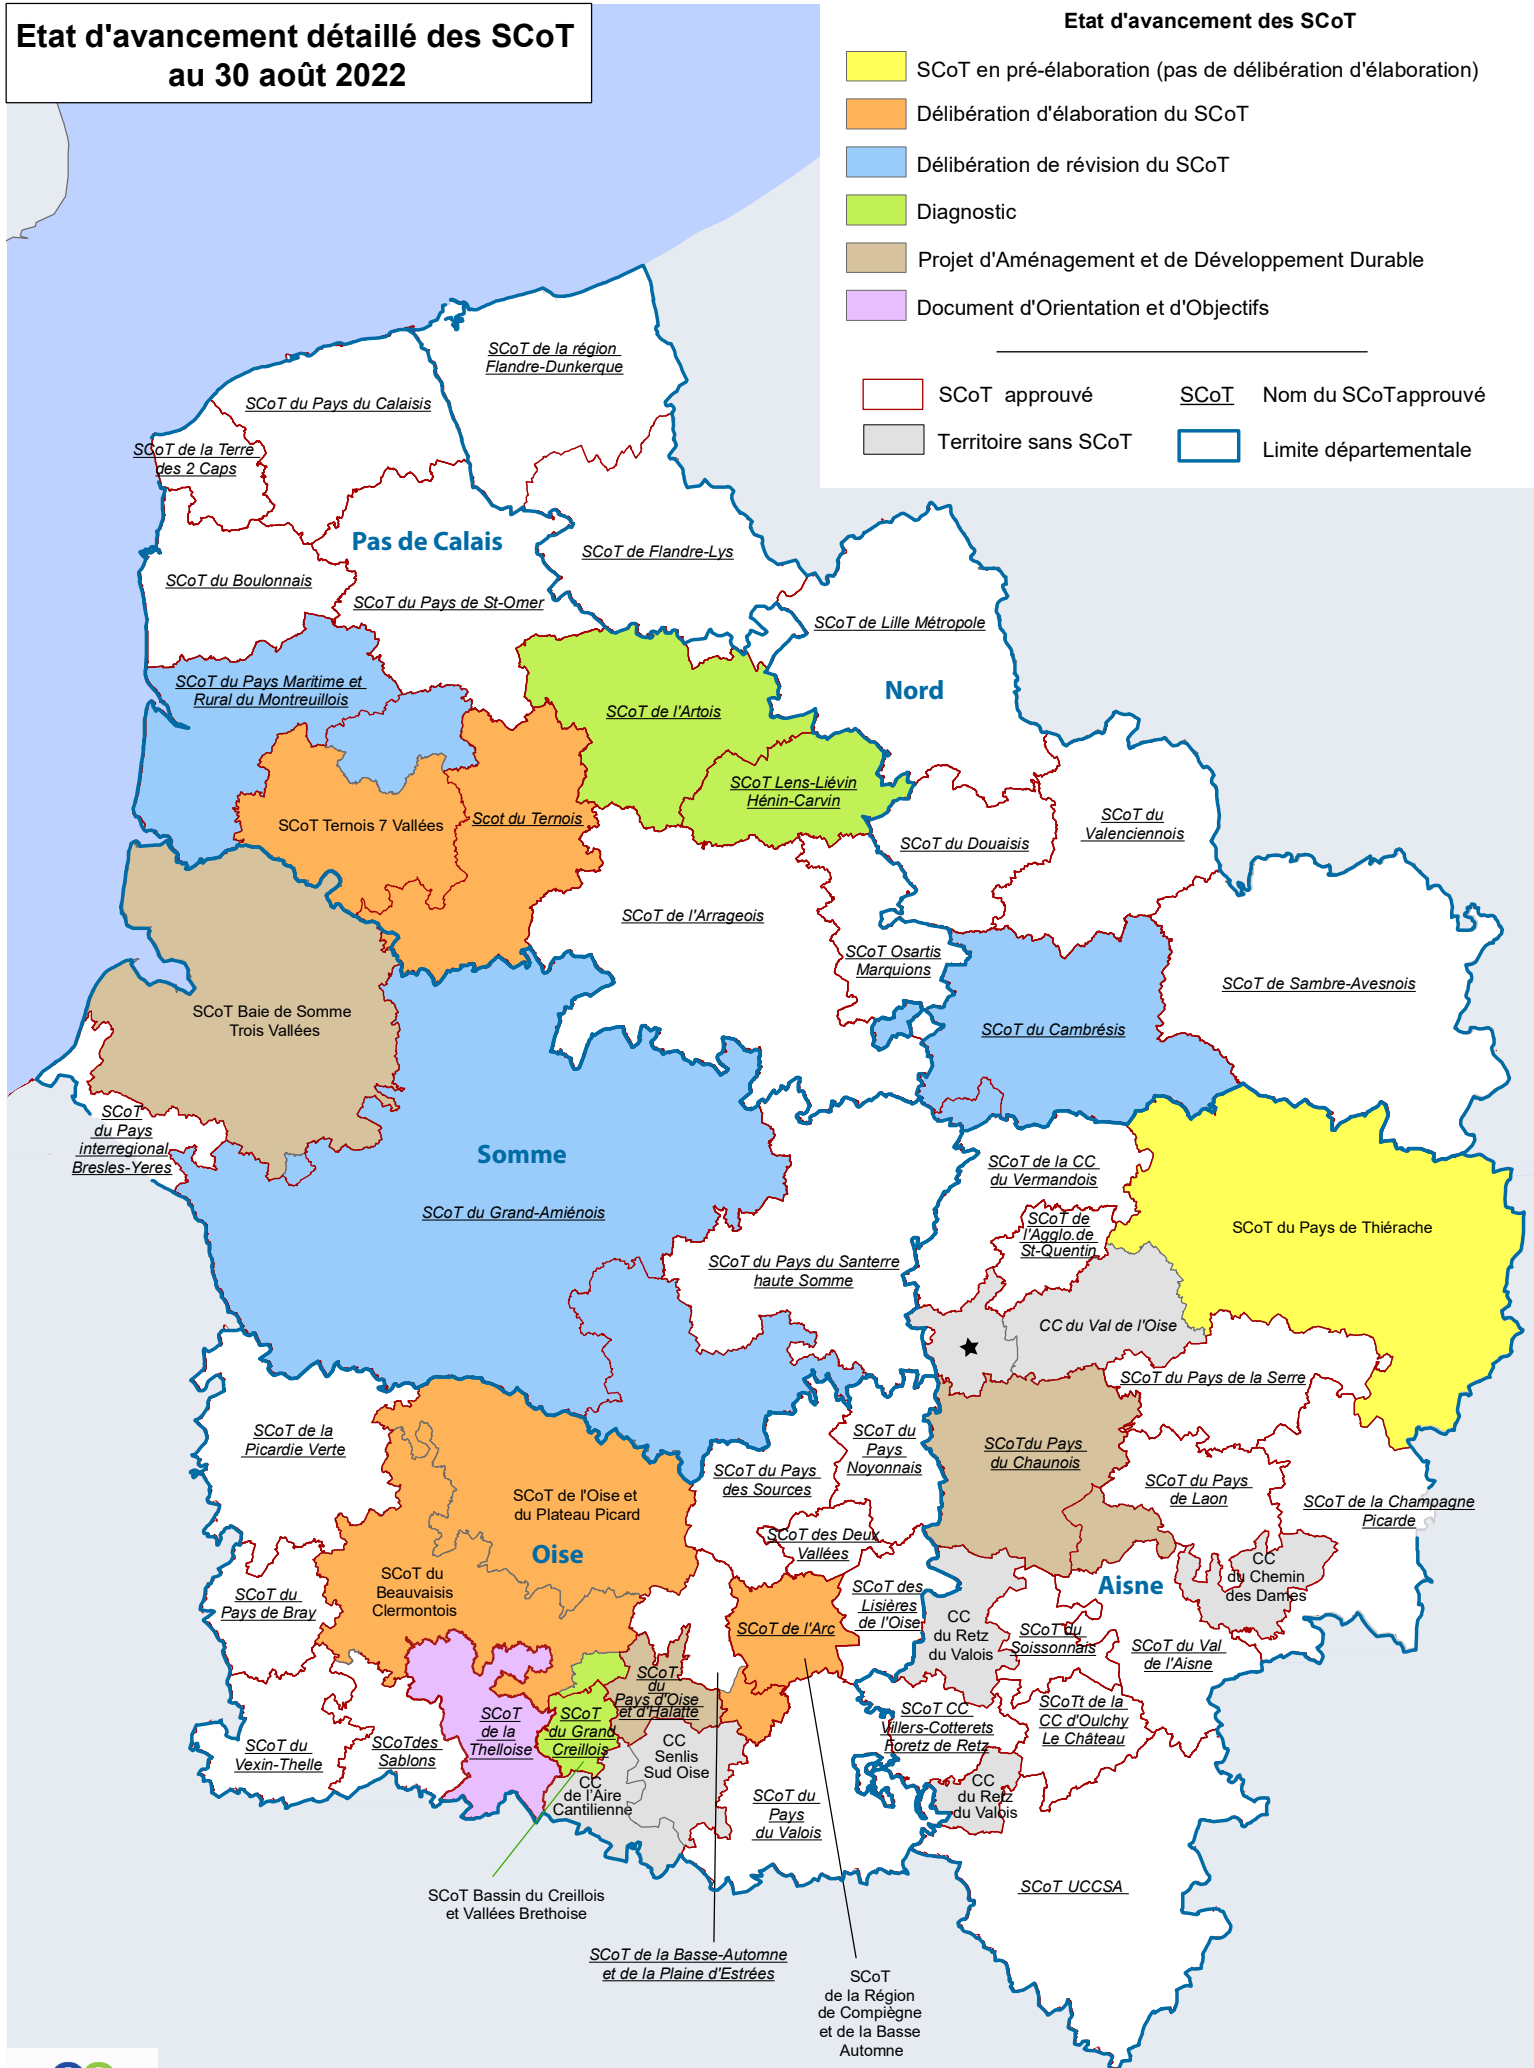 Etat d'avancement détaillé des SCoT
au 30 août 2022
Etat d'avancement des SCoT
SCoT en pré-élaboration (pas de délibération d'élaboration)
Délibération d'élaboration du SCoT
Délibération de révision du SCoT
Diagnostic
Projet d'Aménagement et de Développement Durable
Document d'Orientation et d'Objectifs
SCoT approuvé
SCoT Nom du SCoTapprouvé
Territoire sans SCoT
Limite départementale
SCoT de la région
Flandre-Dunkerque
SCoT du Pays du Calaisis
SCoT de la Terre
des 2 Caps
Pas de Calais
SCoT de Flandre-Lys
SCoT du Boulonnais
SCoT du Pays de St-Omer
SCoT de Lille Métropole
SCoT du Pays Maritime et
Rural du Montreuillois
Nord
SCoT de l'Artois
SCoT Lens-Liévin
Hénin-Carvin
SCoT Ternois 7 Vallées
Scot du Ternois
SCoT du Douaisis
SCoT du
Valenciennois
SCoT de l'Arrageois
SCoT Osartis
Marquions
SCoT de Sambre-Avesnois
SCoT Baie de Somme
Trois Vallées
SCoT du Cambrésis
SCoT
du Pays
interregional
Bresles-Yeres
Somme
SCoT du Grand-Amiénois
SCoT de la CC
du Vermandois
SCoT de
l'Agglo.de
St-Quentin
SCoT du Pays de Thiérache
SCoT du Pays du Santerre
haute Somme
CC du Val de l'Oise
SCoT du Pays de la Serre
SCoT de la
Picardie Verte
SCoT du
Pays
Noyonnais
SCoTdu Pays
du Chaunois
SCoT du Pays
des Sources
SCoT du Pays
de Laon
SCoT de l'Oise et
du Plateau Picard
SCoT de la Champagne
Picarde
SCoT des Deux
Vallées
Oise
SCoT du
Beauvaisis
Clermontois
Aisne
CC
du Chemin
des Dames
SCoT du
Pays de Bray
SCoT des
Lisières
de l'Oise
SCoT de l'Arc
CC
du Retz
du Valois
SCoT du
Soissonnais
SCoT du Val
de l'Aisne
SCoT
du
Pays d'Oise
et d'Halatte
SCoT
de la
Thelloise
SCoT
du Grand
Creillois
SCoT CC
Villers-Cotterets
Foretz de Retz
SCoTt de la
CC d'Oulchy
Le Château
SCoT du
Vexin-Thelle
SCoTdes
Sablons
CC
Senlis
Sud Oise
CC
de l'Aire
Cantilienne
SCoT du
Pays
du Valois
CC
du Retz
du Valois
SCoT UCCSA
SCoT Bassin du Creillois
et Vallées Brethoise
SCoT de la Basse-Automne
et de la Plaine d'Estrées
SCoT
de la Région
de Compiègne
et de la Basse
Automne